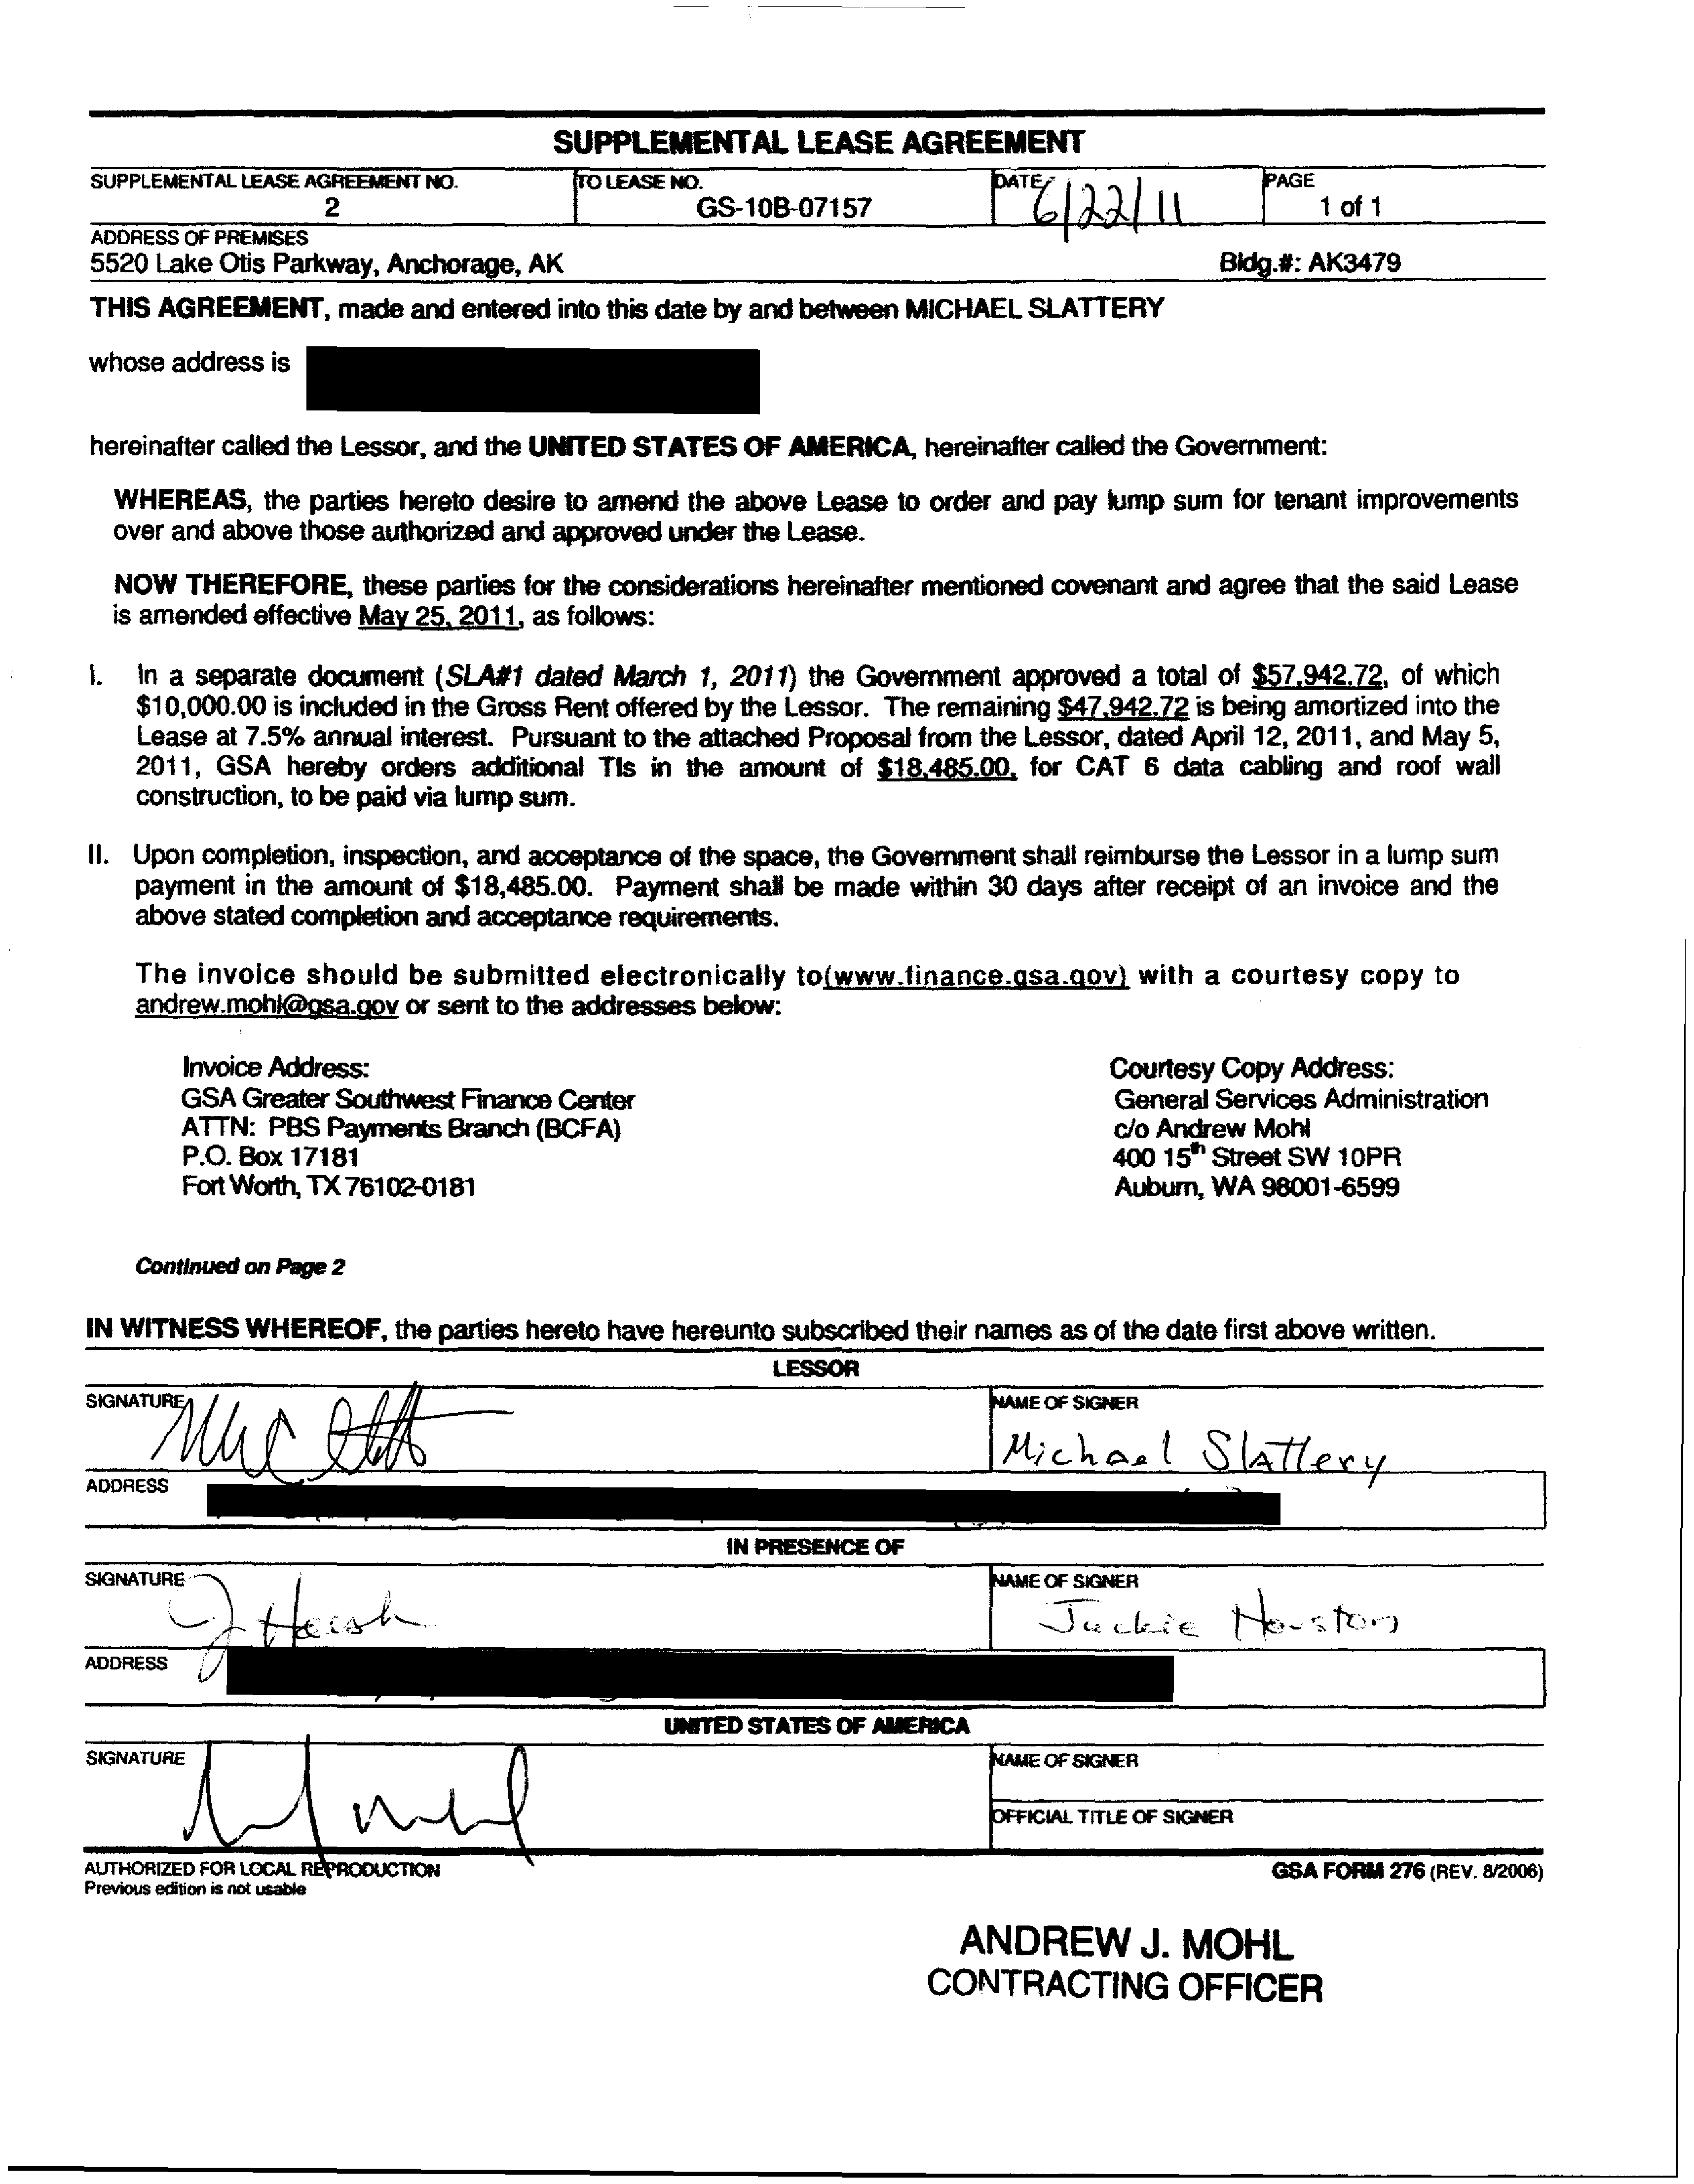 SUPPLEMENTAL LEASE AGREEMENT
SUPPLEMENTAL LEASE AGREEMENT NO.
2
TO LEASE NO.
GS-10B-07157
DATE
6/22/11
PAGE
1 of 1
ADDRESS OF PREMISES
5520 Lake Otis Parkway, Anchorage, AK Bldg.#: AK3479
THIS AGREEMENT, made and entered into this date by and between MICHAEL SLATTERY
whose address is
hereinafter called the Lessor, and the UNITED STATES OF AMERICA, hereinafter called the Government:
WHEREAS, the parties hereto desire to amend the above Lease to order and pay lump sum for tenant improvements
over and above those authorized and approved under the Lease.
NOW THEREFORE, these parties for the considerations hereinafter mentioned covenant and agree that the said Lease
is amended effective May 25, 2011, as follows:
I. In a separate document (SLA#1 dated March 1, 2011) the Government approved a total of $57,942.72, of which
$10,000.00 is included in the Gross Rent offered by the Lessor. The remaining $47,942.72 is being amortized into the
Lease at 7.5% annual interest. Pursuant to the attached Proposal from the Lessor, dated April 12, 2011, and May 5,
2011, GSA hereby orders additional TIs in the amount of $18,485.00, for CAT 6 data cabling and roof wall
construction, to be paid via lump sum.
II. Upon completion, inspection, and acceptance of the space, the Government shall reimburse the Lessor in a lump sum
payment in the amount of $18,485.00. Payment shall be made within 30 days after receipt of an invoice and the
above stated completion and acceptance requirements.
The invoice should be submitted electronically to(www.finance.gsa.gov) with a courtesy copy to
andrew.mohl@gsa.gov or sent to the addresses below:
Invoice Address:
GSA Greater Southwest Finance Center
ATTN: PBS Payments Branch (BCFA)
P.O. Box 17181
Fort Worth, TX 76102-0181
Courtesy Copy Address:
General Services Administration
c/o Andrew Mohl
400 15th Street SW 10PR
Auburn, WA 98001-6599
Continued on Page 2
IN WITNESS WHEREOF, the parties hereto have hereunto subscribed their names as of the date first above written.
LESSOR
SIGNATURE
NAME OF SIGNER
Michael Slattery
ADDRESS
IN PRESENCE OF
SIGNATURE
NAME OF SIGNER
Jackie Houston
ADDRESS
UNITED STATES OF AMERICA
SIGNATURE
NAME OF SIGNER
OFFICIAL TITLE OF SIGNER
AUTHORIZED FOR LOCAL REPRODUCTION
Previous edition is not usable
GSA FORM 276 (REV. 8/2006)
ANDREW J. MOHL
CONTRACTING OFFICER